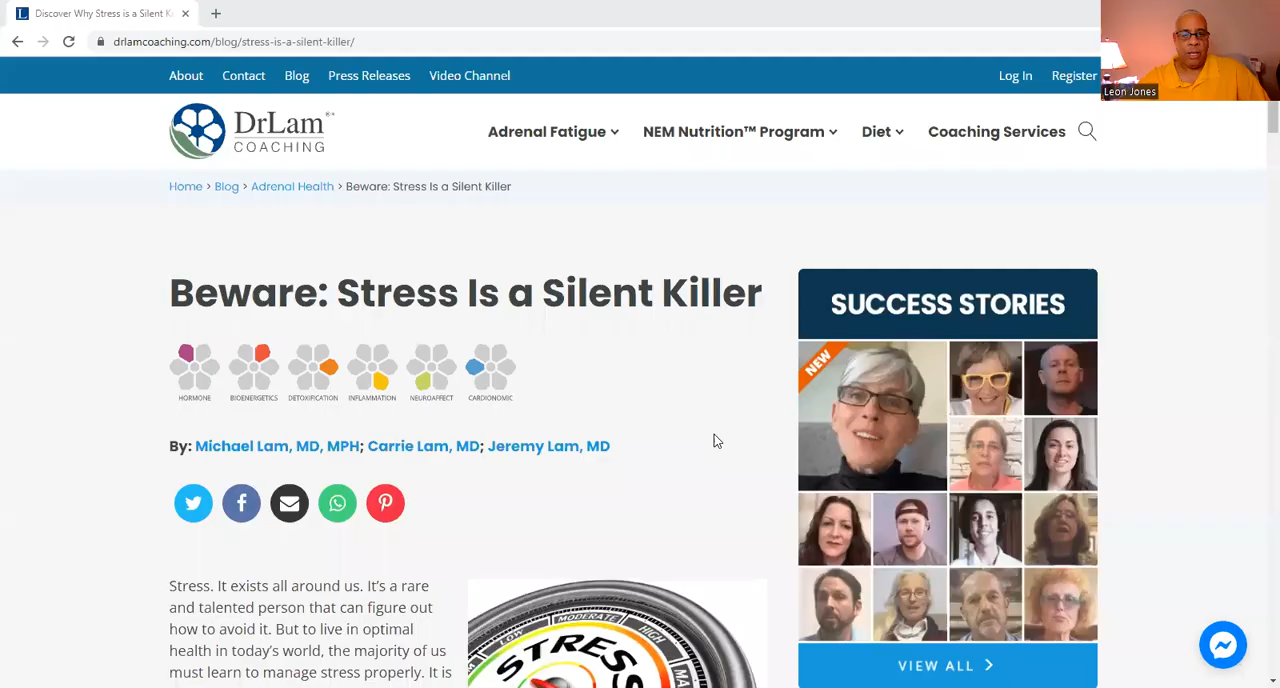 Discover Why Stress is a Silent K
drlamcoaching.com/blog/stress-is-a-silent-killer/
Leon Jones
About Contact Blog Press Releases Video Channel Log In Register
DrLam
COACHING
Adrenal Fatigue NEM Nutrition™ Program Diet Coaching Services
Home > Blog > Adrenal Health > Beware: Stress Is a Silent Killer
Beware: Stress Is a Silent Killer
HORMONE BIOENERGETICS DETOXIFICATION INFLAMMATION NEUROAFFECT CARDIONOMIC
By: Michael Lam, MD, MPH; Carrie Lam, MD; Jeremy Lam, MD
Stress. It exists all around us. It's a rare
and talented person that can figure out
how to avoid it. But to live in optimal
health in today's world, the majority of us
must learn to manage stress properly. It is
LOW MODERATE HIGH MA
STRESS
SUCCESS STORIES
NEW
VIEW ALL